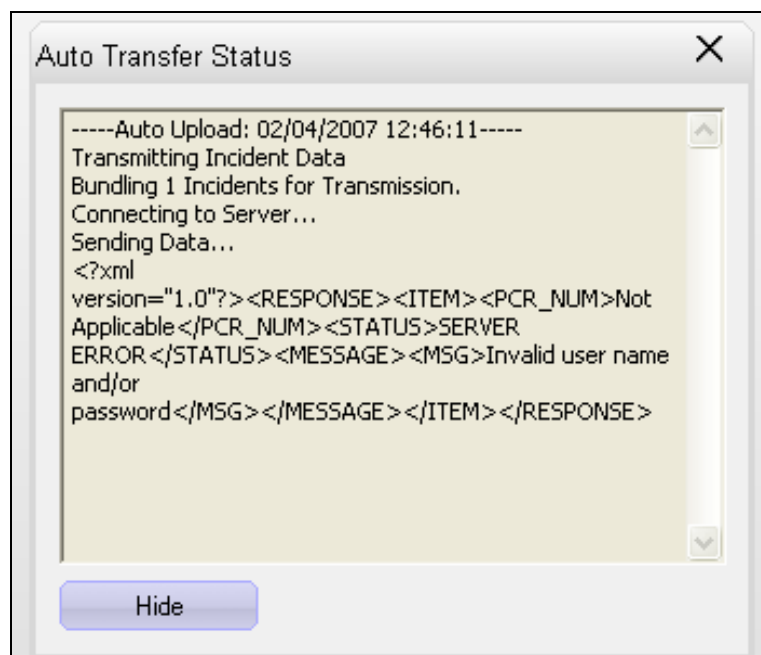 Auto Transfer Status
-----Auto Upload: 02/04/2007 12:46:11-----
Transmitting Incident Data
Bundling 1 Incidents for Transmission.
Connecting to Server...
Sending Data...
<?xml
version="1.0"?><RESPONSE><ITEM><PCR_NUM>Not
Applicable</PCR_NUM><STATUS>SERVER
ERROR</STATUS><MESSAGE><MSG>Invalid user name
and/or
password</MSG></MESSAGE></ITEM></RESPONSE>
Hide